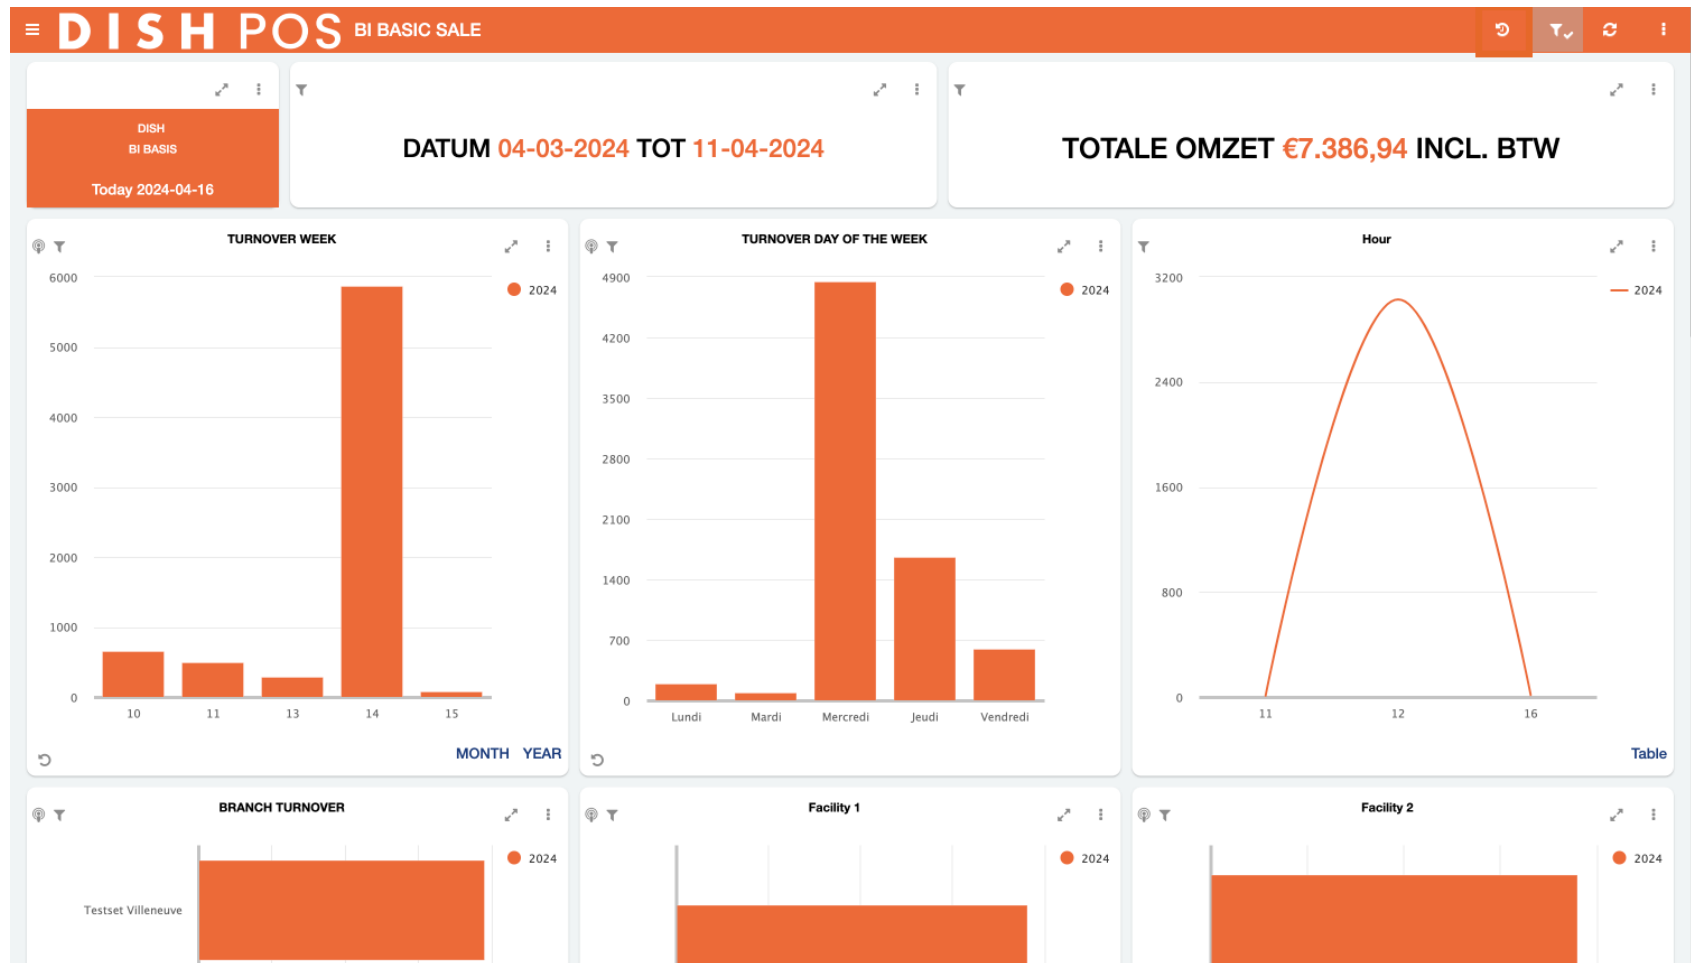 DISH POS BI BASIC SALE
DISH
BI BASIS
Today 2024-04-16
DATUM 04-03-2024 TOT 11-04-2024
TOTALE OMZET €7.386,94 INCL. BTW
TURNOVER WEEK
2024
6000
5000
4000
3000
2000
1000
0
10 11 13 14 15
MONTH YEAR
TURNOVER DAY OF THE WEEK
2024
4900
4200
3500
2800
2100
1400
700
0
Lundi Mardi Mercredi Jeudi Vendredi
Hour
2024
3200
2400
1600
800
0
11 12 16
Table
BRANCH TURNOVER
2024
Testset Villeneuve
Facility 1
2024
Facility 2
2024